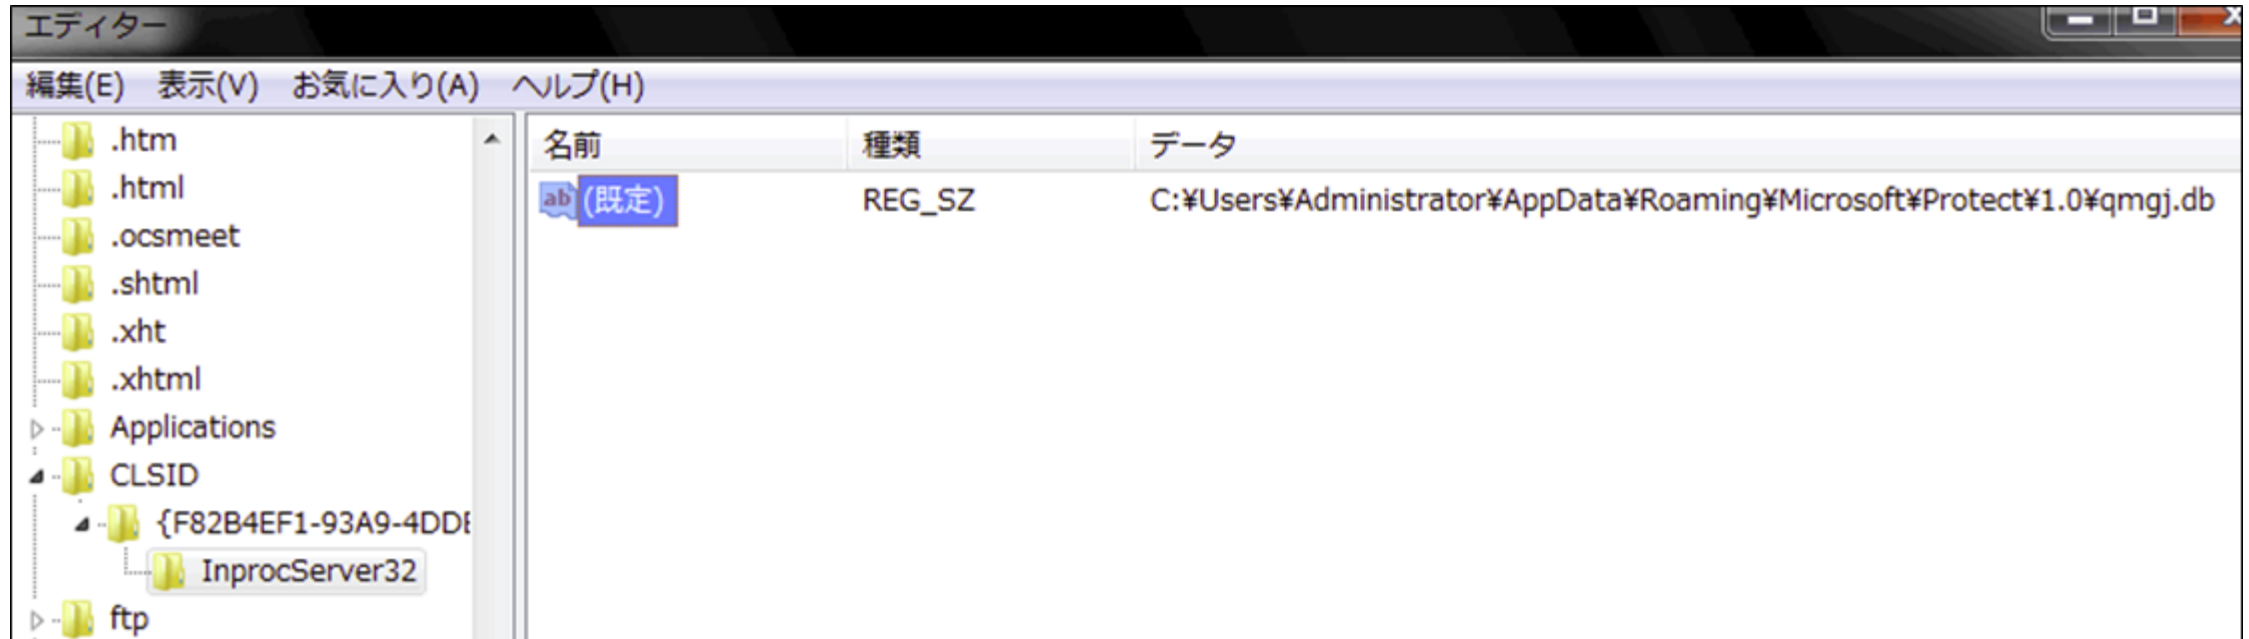 エディター
編集(E) 表示(V) お気に入り(A) ヘルプ(H)
.htm
.html
.ocsmeet
.shtml
.xht
.xhtml
Applications
CLSID
{F82B4EF1-93A9-4DDE
InprocServer32
ftp
名前 種類 データ
ab (既定) REG_SZ C:¥Users¥Administrator¥AppData¥Roaming¥Microsoft¥Protect¥1.0¥qmgj.db